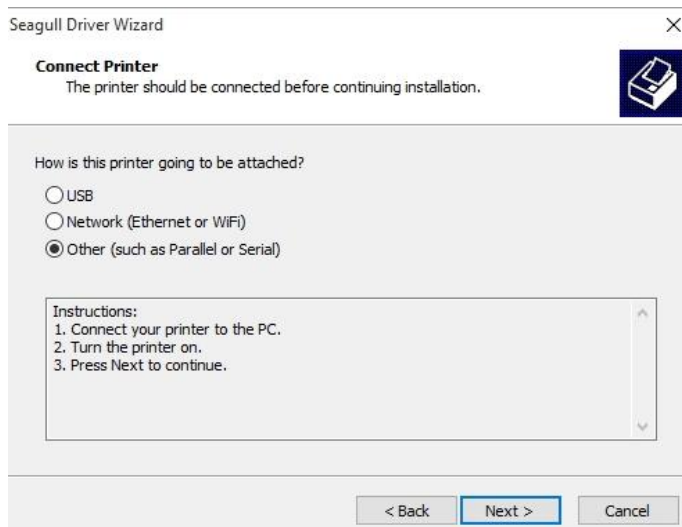 Seagull Driver Wizard
Connect Printer
The printer should be connected before continuing installation.
How is this printer going to be attached?
USB
Network (Ethernet or WiFi)
Other (such as Parallel or Serial)
Instructions:
1. Connect your printer to the PC.
2. Turn the printer on.
3. Press Next to continue.
< Back Next > Cancel